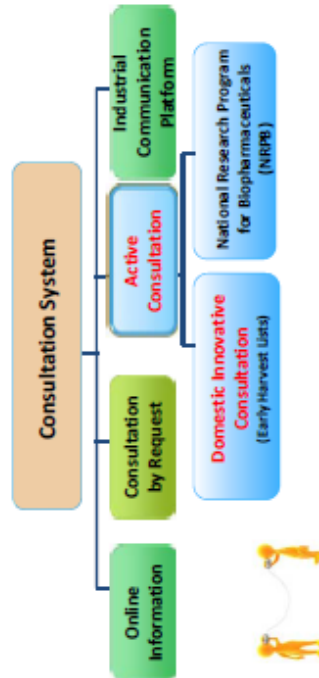 Consultation System
Online
Information
Consultation
by Request
Active
Consultation
Industrial
Communication
Platform
Domestic Innovative
Consultation
(Early Harvest Lists)
National Research Program
for Biopharmaceuticals
(NRPB)